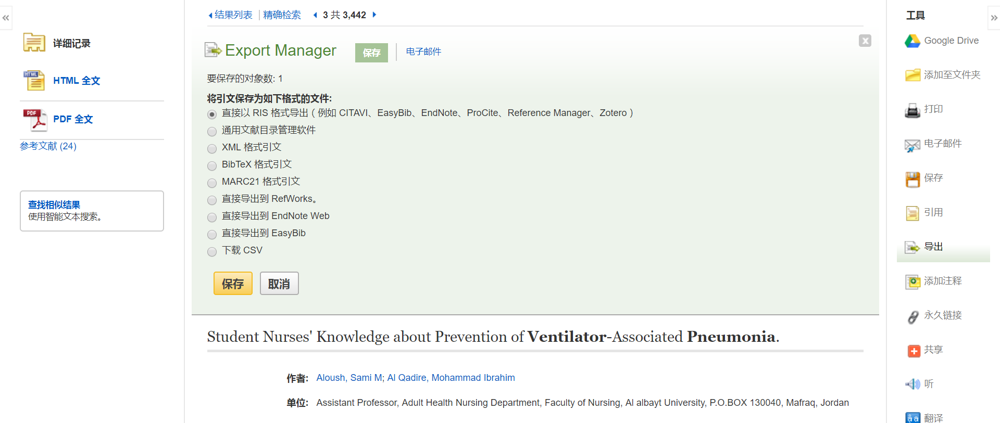 «
详细记录
HTML
HTML 全文
PDF
PDF 全文
参考文献 (24)
查找相似结果
使用智能文本搜索。
结果列表 精确检索 3 共 3,442
Export Manager 保存 电子邮件
x
要保存的对象数: 1
将引文保存为如下格式的文件:
直接以 RIS 格式导出 ( 例如 CITAVI、EasyBib、EndNote、ProCite、Reference Manager、Zotero )
通用文献目录管理软件
XML 格式引文
BibTeX 格式引文
MARC21 格式引文
直接导出到 RefWorks。
直接导出到 EndNote Web
直接导出到 EasyBib
下载 CSV
保存 取消
Student Nurses' Knowledge about Prevention of Ventilator-Associated Pneumonia.
作者: Aloush, Sami M; Al Qadire, Mohammad Ibrahim
单位: Assistant Professor, Adult Health Nursing Department, Faculty of Nursing, Al albayt University, P.O.BOX 130040, Mafraq, Jordan
工具
»
Google Drive
添加至文件夹
打印
电子邮件
保存
引用
导出
添加注释
永久链接
共享
听
âa 翻译